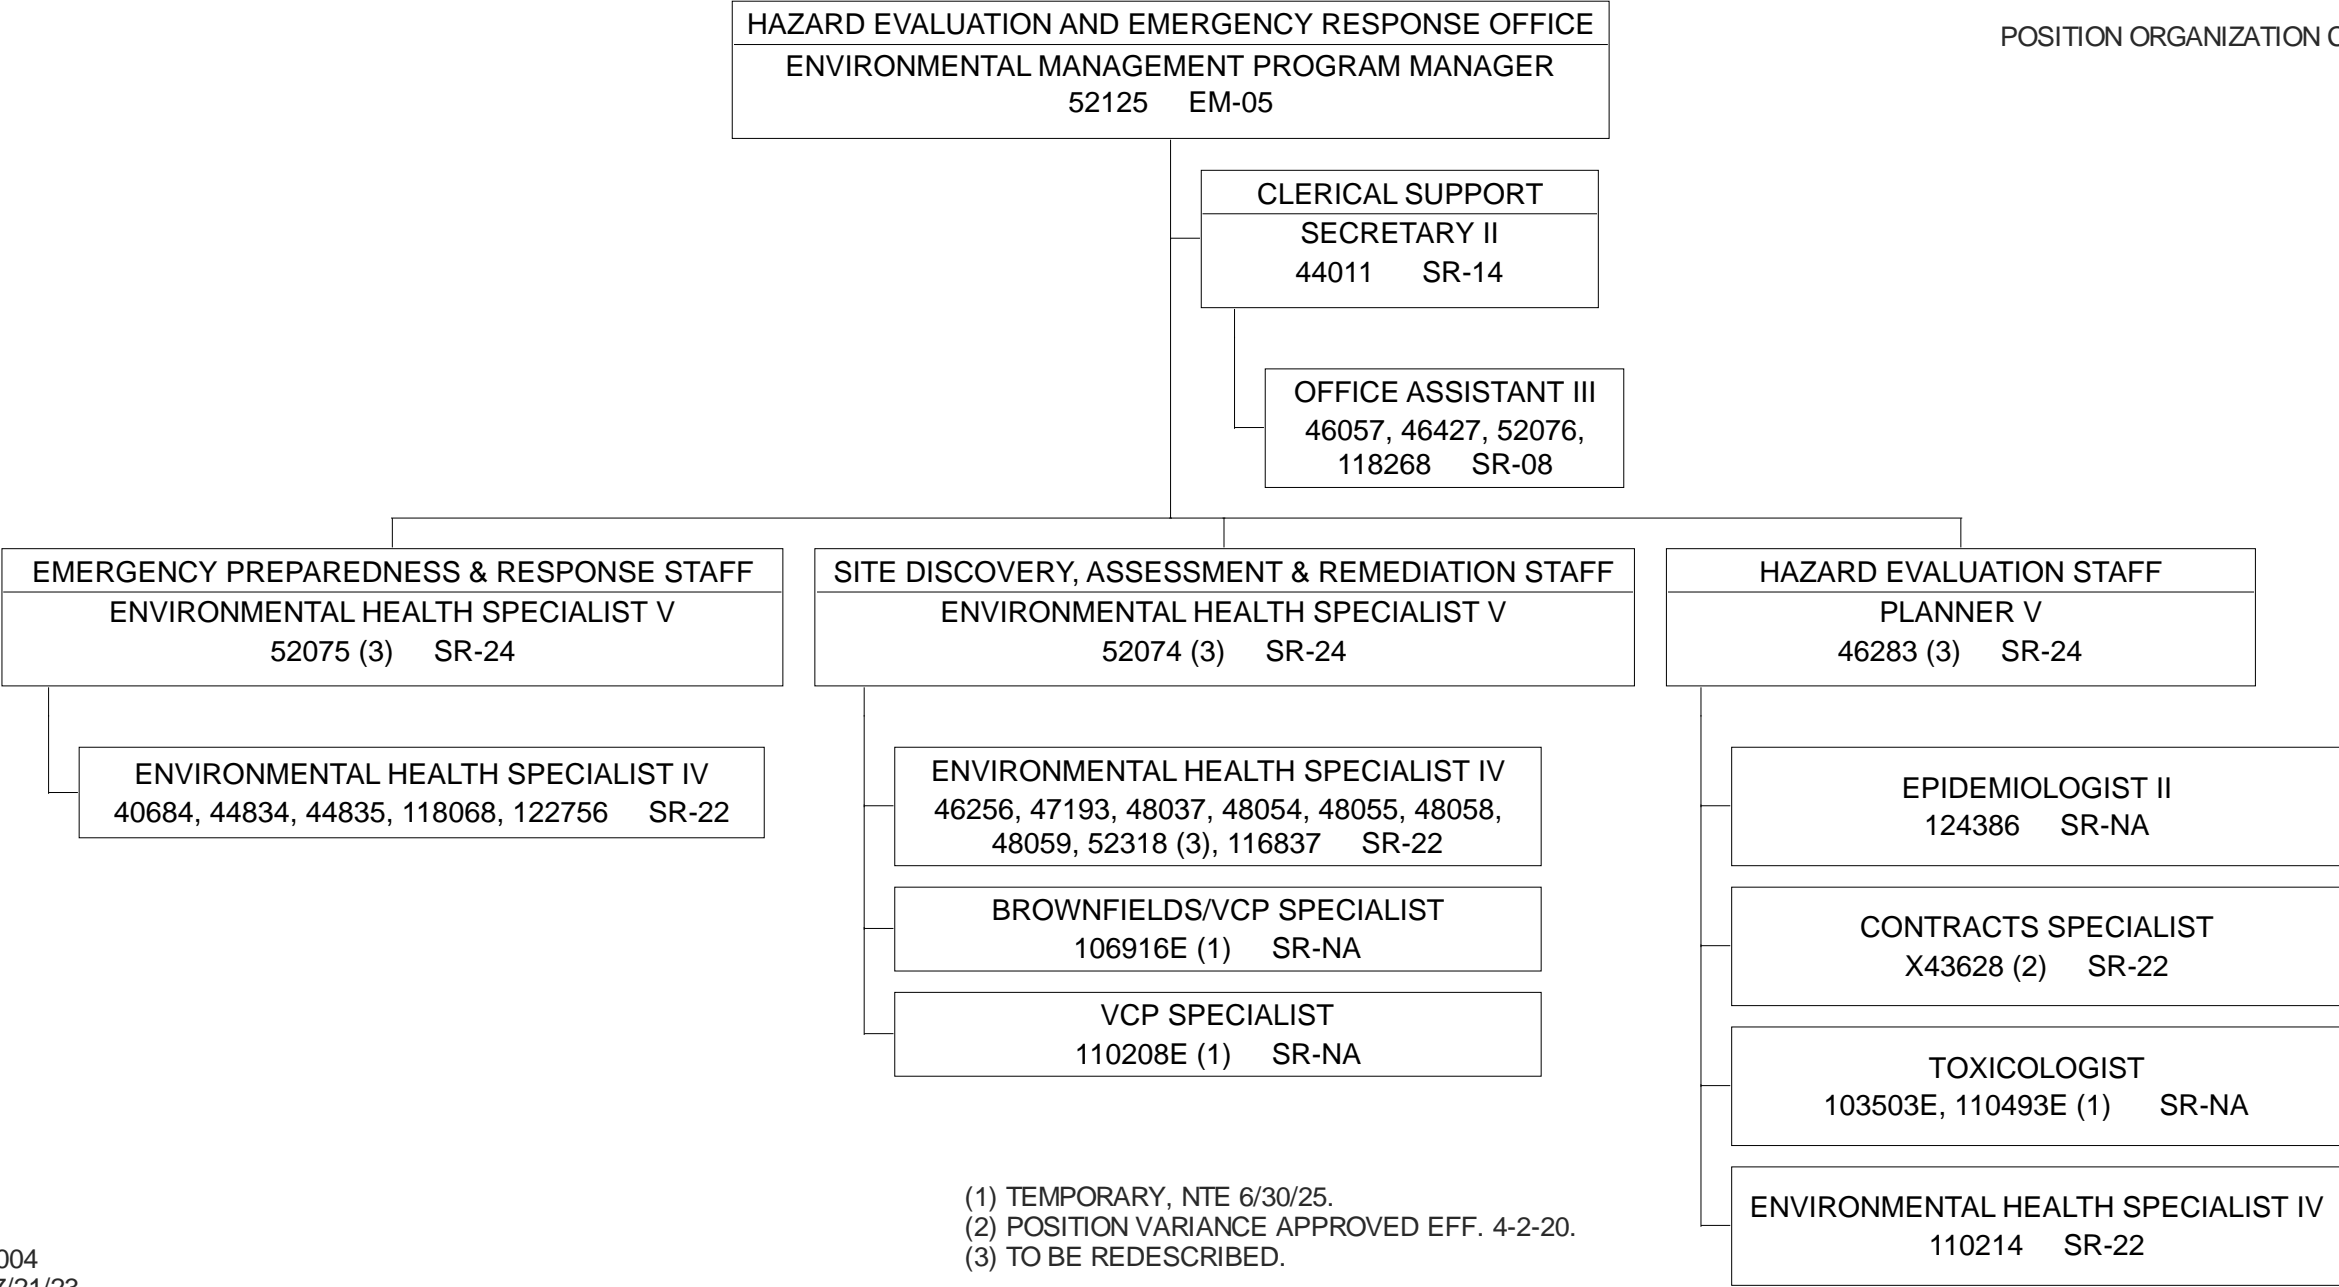 HAZARD EVALUATION AND EMERGENCY RESPONSE OFFICE
ENVIRONMENTAL MANAGEMENT PROGRAM MANAGER
52125 EM-05
POSITION ORGANIZATION
CLERICAL SUPPORT
SECRETARY II
44011 SR-14
OFFICE ASSISTANT III
46057, 46427, 52076,
118268 SR-08
EMERGENCY PREPAREDNESS & RESPONSE STAFF
ENVIRONMENTAL HEALTH SPECIALIST V
52075 (3) SR-24
ENVIRONMENTAL HEALTH SPECIALIST IV
40684, 44834, 44835, 118068, 122756 SR-22
SITE DISCOVERY, ASSESSMENT & REMEDIATION STAFF
ENVIRONMENTAL HEALTH SPECIALIST V
52074 (3) SR-24
ENVIRONMENTAL HEALTH SPECIALIST IV
46256, 47193, 48037, 48054, 48055, 48058,
48059, 52318 (3), 116837 SR-22
BROWNFIELDS/VCP SPECIALIST
106916E (1) SR-NA
VCP SPECIALIST
110208E (1) SR-NA
HAZARD EVALUATION STAFF
PLANNER V
46283 (3) SR-24
EPIDEMIOLOGIST II
124386 SR-NA
CONTRACTS SPECIALIST
X43628 (2) SR-22
TOXICOLOGIST
103503E, 110493E (1) SR-NA
ENVIRONMENTAL HEALTH SPECIALIST IV
110214 SR-22
(1) TEMPORARY, NTE 6/30/25.
(2) POSITION VARIANCE APPROVED EFF. 4-2-20.
(3) TO BE REDESCRIBED.
004
7/21/23